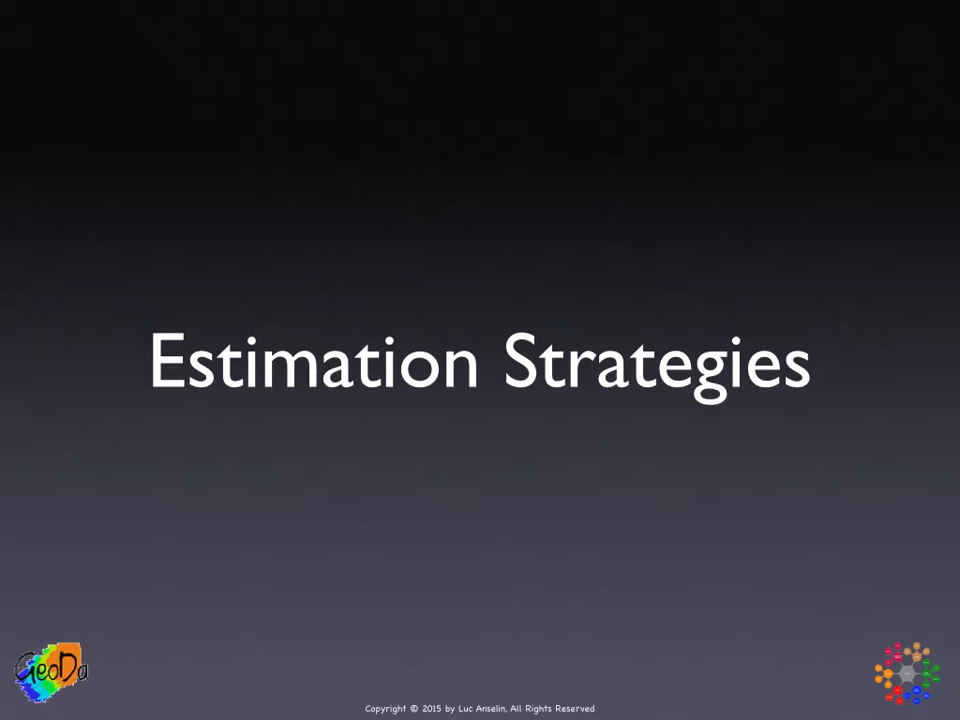 Estimation Strategies
GeoDa
Copyright © 2015 by Luc Anselin, All Rights Reserved